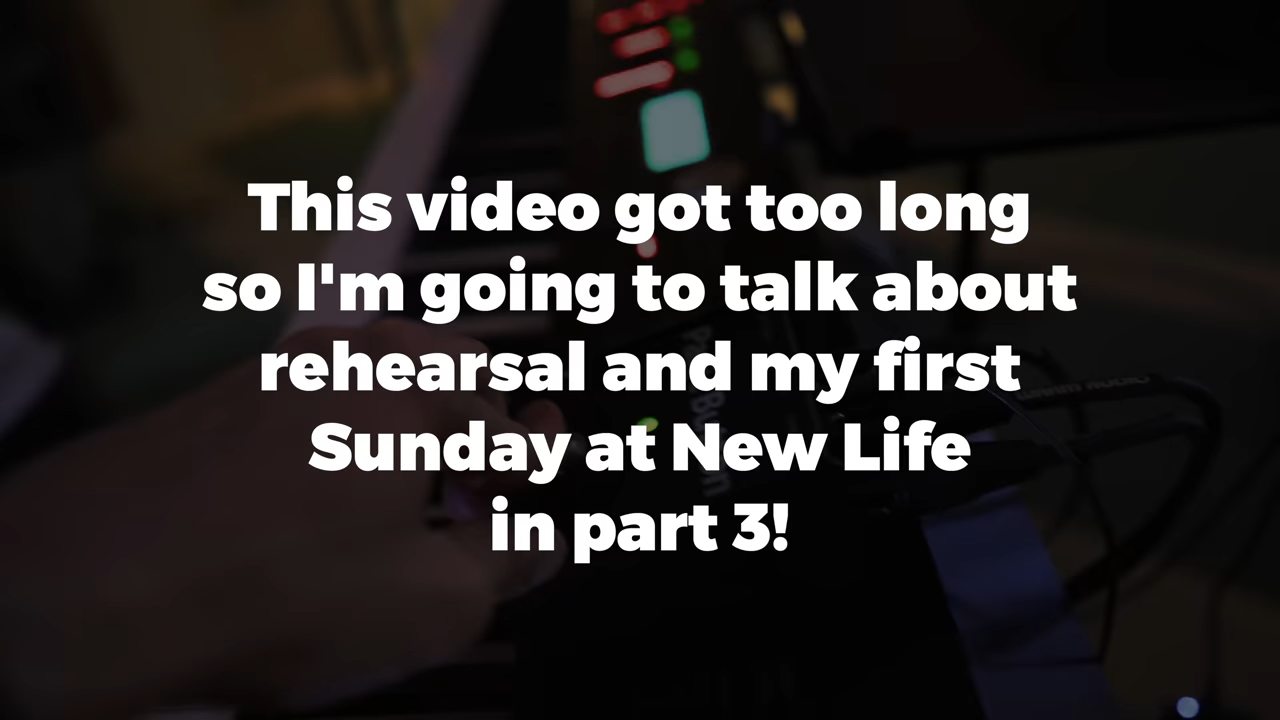 This video got too long
so I'm going to talk about
rehearsal and my first
Sunday at New Life
in part 3!